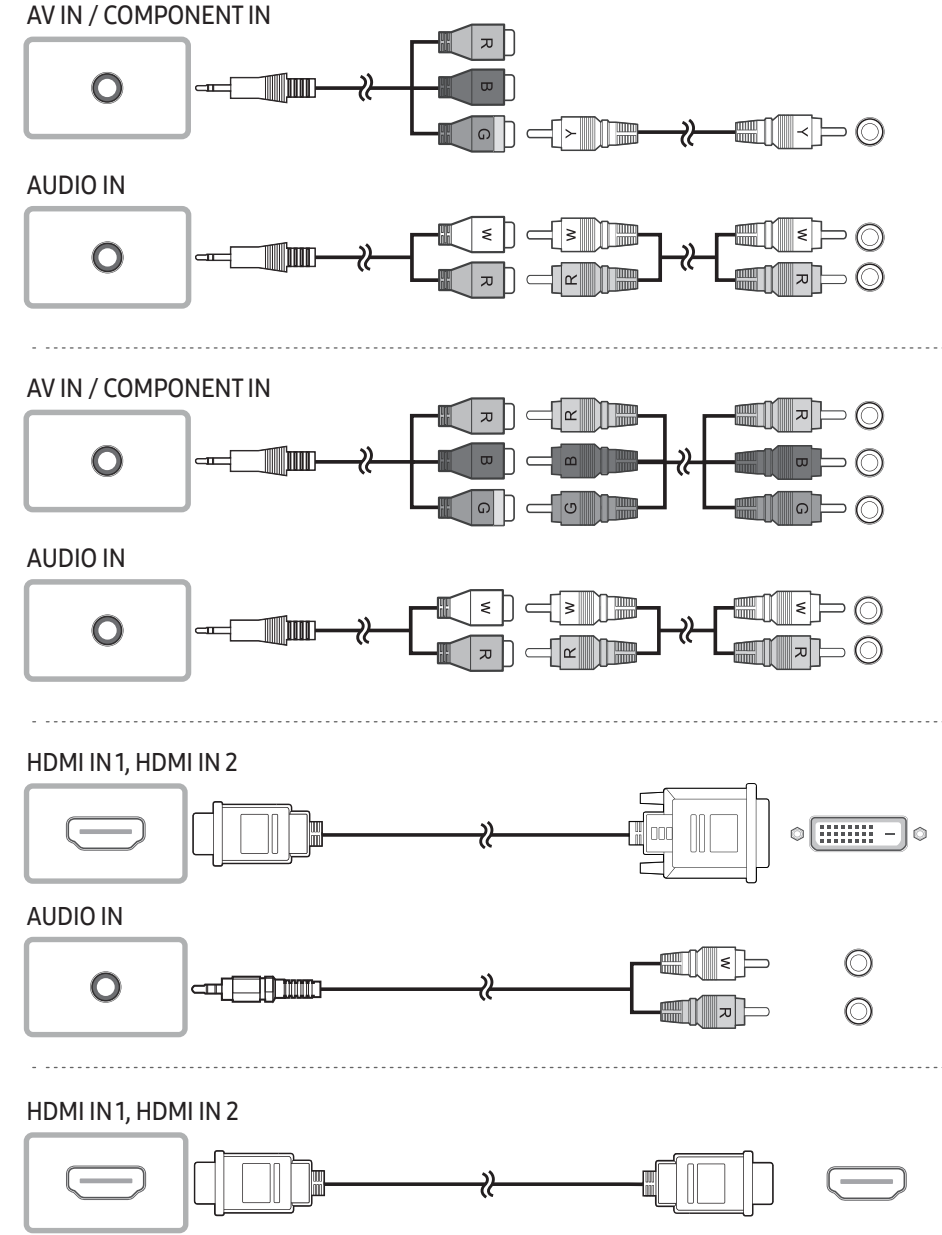 AV IN / COMPONENT IN
R
B
G Y Y
AUDIO IN
W W W
R R R
AV IN / COMPONENT IN
R R R
B B B
G G G
AUDIO IN
W W W
R R R
HDMI IN 1, HDMI IN 2
AUDIO IN
W
R
HDMI IN 1, HDMI IN 2